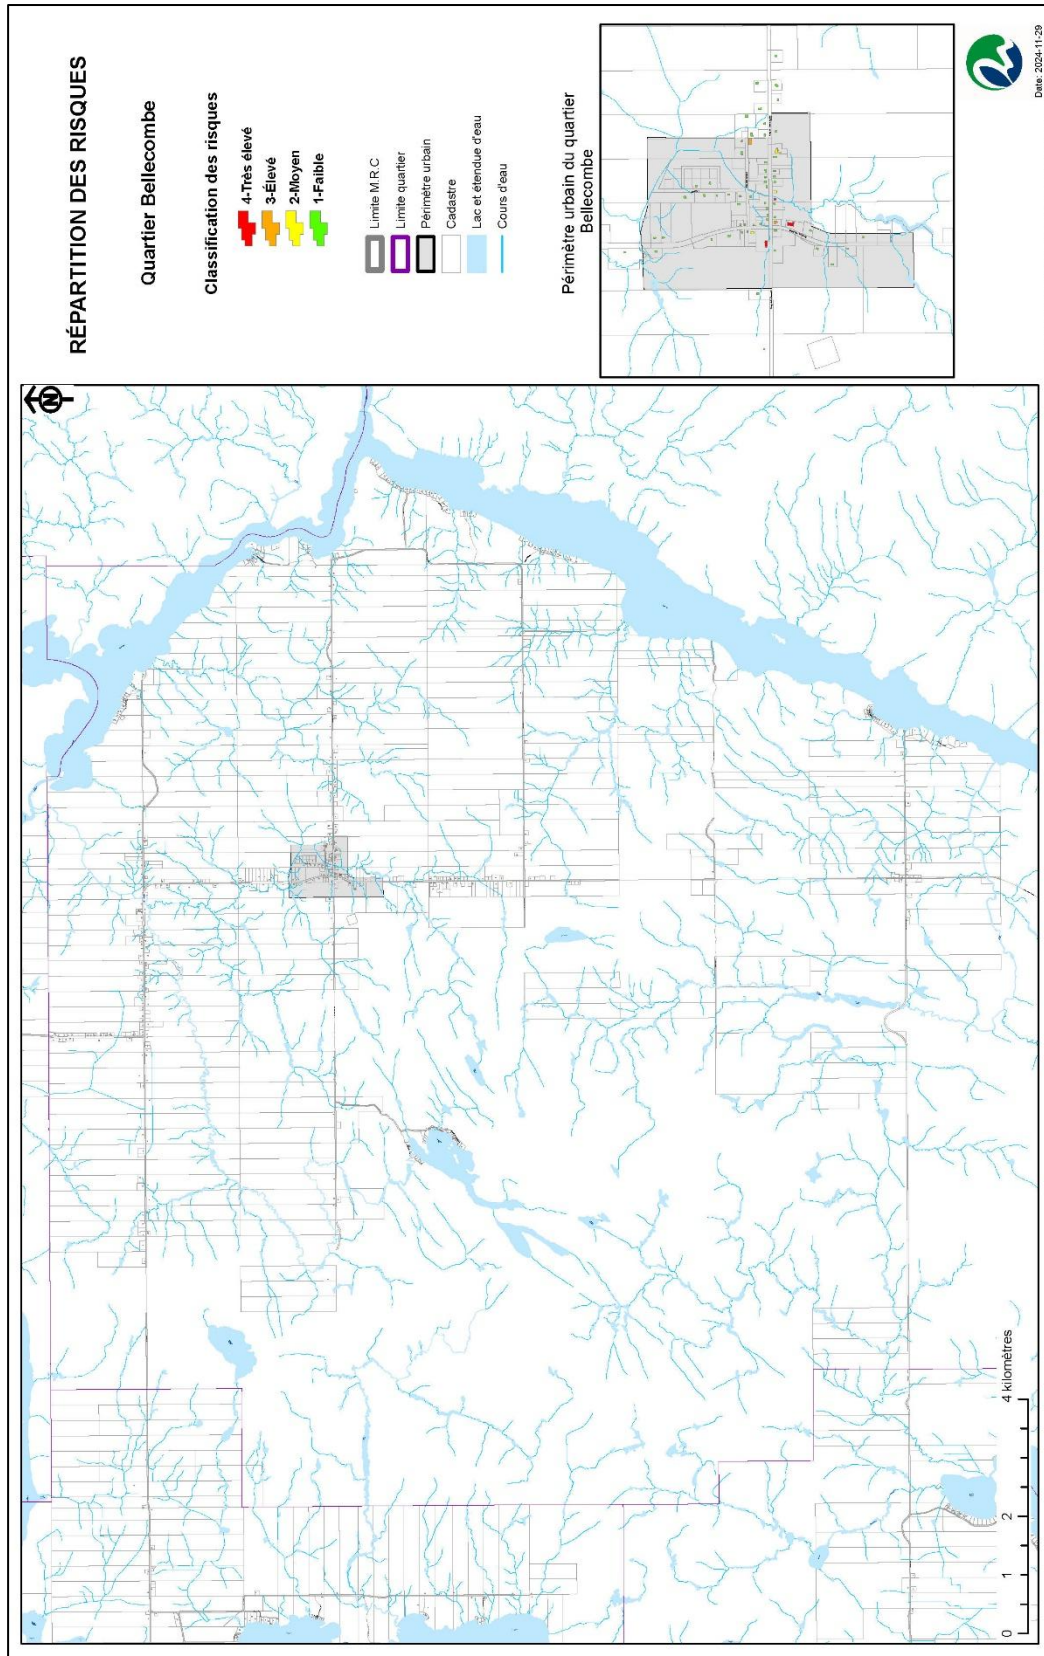 RÉPARTITION DES RISQUES
Quartier Bellecombe
Classification des risques
4-Très élevé
3-Élevé
2-Moyen
1-Faible
Limite M.R.C
Limite quartier
Périmètre urbain
Cadastre
Lac et étendue d'eau
Cours d'eau
Périmètre urbain du quartier
Bellecombe
Date: 2024-11-29
N
0 1 2 4 kilomètres